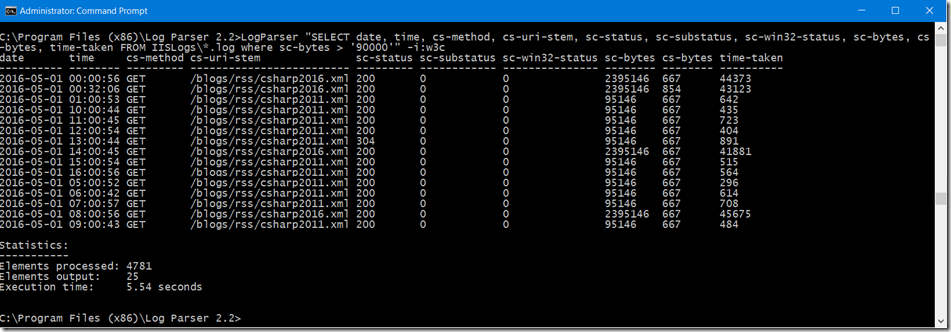 Administrator: Command Prompt
C:\Program Files (x86)\Log Parser 2.2>LogParser "SELECT date, time, cs-method, cs-uri-stem, sc-status, sc-substatus, sc-win32-status, sc-bytes, cs
-bytes, time-taken FROM IISLogs\*.log where sc-bytes > '90000'" -i:w3c
date       time     cs-method cs-uri-stem              sc-status sc-substatus sc-win32-status sc-bytes cs-bytes time-taken
---------- -------- --------- ------------------------ --------- ------------ --------------- -------- -------- ----------
2016-05-01 00:00:56 GET       /blogs/rss/csharp2016.xml 200       0            0               2395146  667      44373
2016-05-01 00:32:06 GET       /blogs/rss/csharp2016.xml 200       0            0               2395146  854      43123
2016-05-01 01:00:53 GET       /blogs/rss/csharp2011.xml 200       0            0               95146    667      642
2016-05-01 10:00:44 GET       /blogs/rss/csharp2011.xml 200       0            0               95146    667      435
2016-05-01 11:00:45 GET       /blogs/rss/csharp2011.xml 200       0            0               95146    667      723
2016-05-01 12:00:54 GET       /blogs/rss/csharp2011.xml 200       0            0               95146    667      404
2016-05-01 13:00:44 GET       /blogs/rss/csharp2011.xml 304       0            0               95146    667      891
2016-05-01 14:00:45 GET       /blogs/rss/csharp2016.xml 200       0            0               2395146  667      41881
2016-05-01 15:00:54 GET       /blogs/rss/csharp2011.xml 200       0            0               95146    667      515
2016-05-01 16:00:56 GET       /blogs/rss/csharp2011.xml 200       0            0               95146    667      564
2016-05-01 05:00:52 GET       /blogs/rss/csharp2011.xml 200       0            0               95146    667      296
2016-05-01 06:00:42 GET       /blogs/rss/csharp2011.xml 200       0            0               95146    667      614
2016-05-01 07:00:57 GET       /blogs/rss/csharp2011.xml 200       0            0               95146    667      708
2016-05-01 08:00:56 GET       /blogs/rss/csharp2016.xml 200       0            0               2395146  667      45675
2016-05-01 09:00:43 GET       /blogs/rss/csharp2011.xml 200       0            0               95146    667      484
Statistics:
-----------
Elements processed: 4781
Elements output:    25
Execution time:     5.54 seconds
C:\Program Files (x86)\Log Parser 2.2>